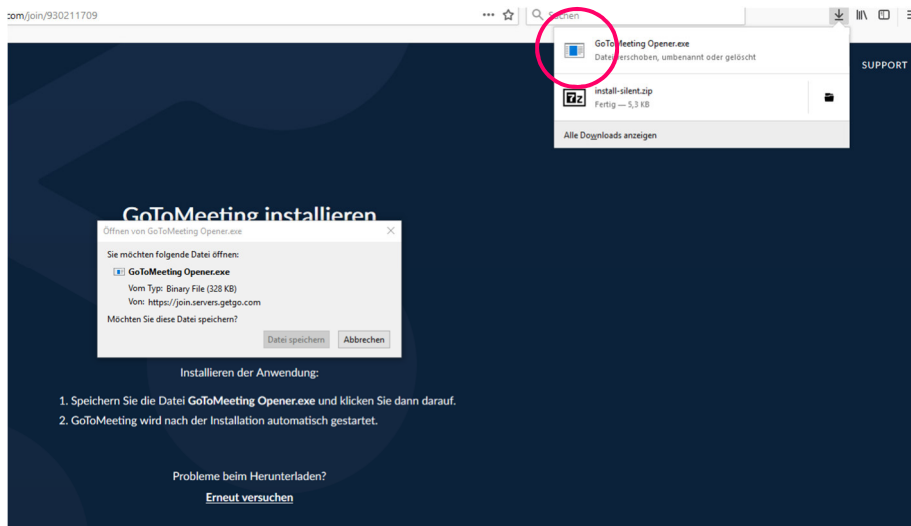 com/join/930211709
Suchen
GoToMeeting Opener.exe
Datei verschoben, umbenannt oder gelöscht
install-silent.zip
Fertig — 5,3 KB
Alle Downloads anzeigen
SUPPORT
GoToMeeting installieren
Öffnen von GoToMeeting Opener.exe
Sie möchten folgende Datei öffnen:
GoToMeeting Opener.exe
Vom Typ: Binary File (328 KB)
Von: https://join.servers.getgo.com
Möchten Sie diese Datei speichern?
Datei speichern Abbrechen
Installieren der Anwendung:
1. Speichern Sie die Datei GoToMeeting Opener.exe und klicken Sie dann darauf.
2. GoToMeeting wird nach der Installation automatisch gestartet.
Probleme beim Herunterladen?
Erneut versuchen